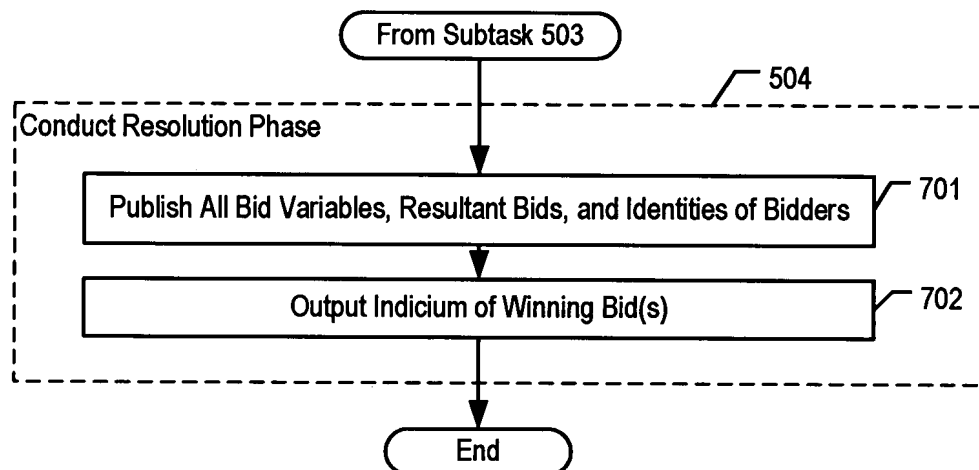 From Subtask 503
504
Conduct Resolution Phase
Publish All Bid Variables, Resultant Bids, and Identities of Bidders
701
Output Indicium of Winning Bid(s)
702
End